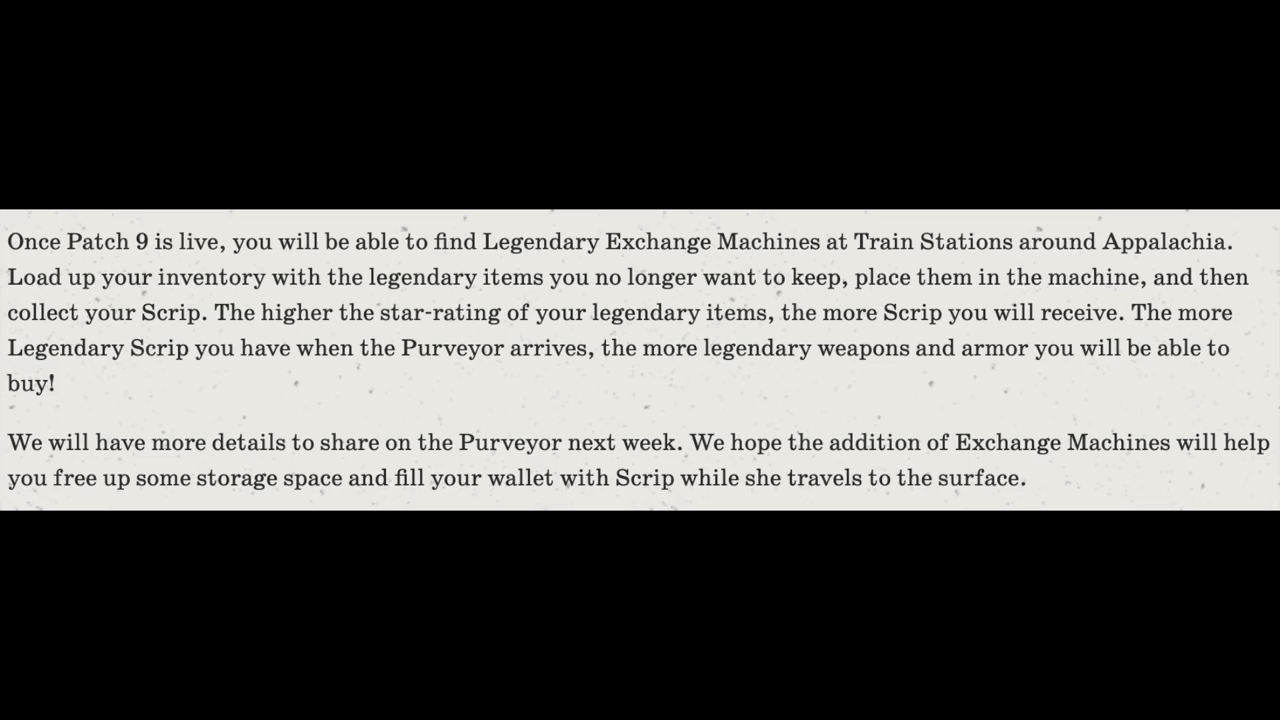 Once Patch 9 is live, you will be able to find Legendary Exchange Machines at Train Stations around Appalachia.
Load up your inventory with the legendary items you no longer want to keep, place them in the machine, and then
collect your Scrip. The higher the star-rating of your legendary items, the more Scrip you will receive. The more
Legendary Scrip you have when the Purveyor arrives, the more legendary weapons and armor you will be able to
buy!
We will have more details to share on the Purveyor next week. We hope the addition of Exchange Machines will help
you free up some storage space and fill your wallet with Scrip while she travels to the surface.